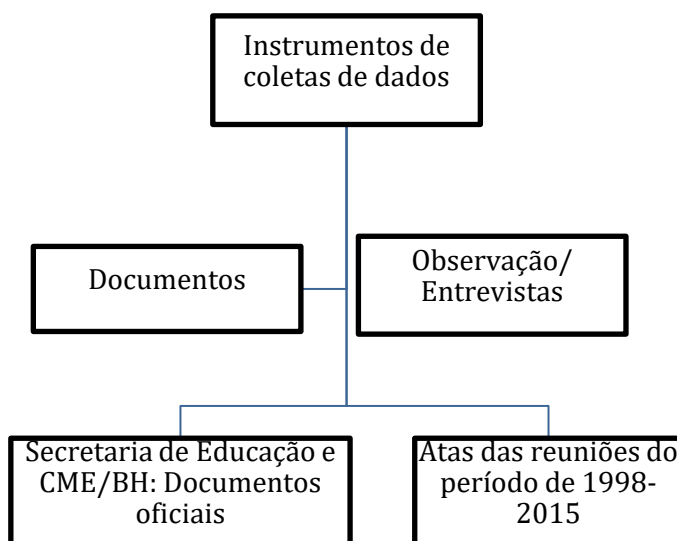 Instrumentos de
coletas de dados
Documentos
Observação/
Entrevistas
Secretaria de Educação e
CME/BH: Documentos
oficiais
Atas das reuniões do
período de 1998-
2015